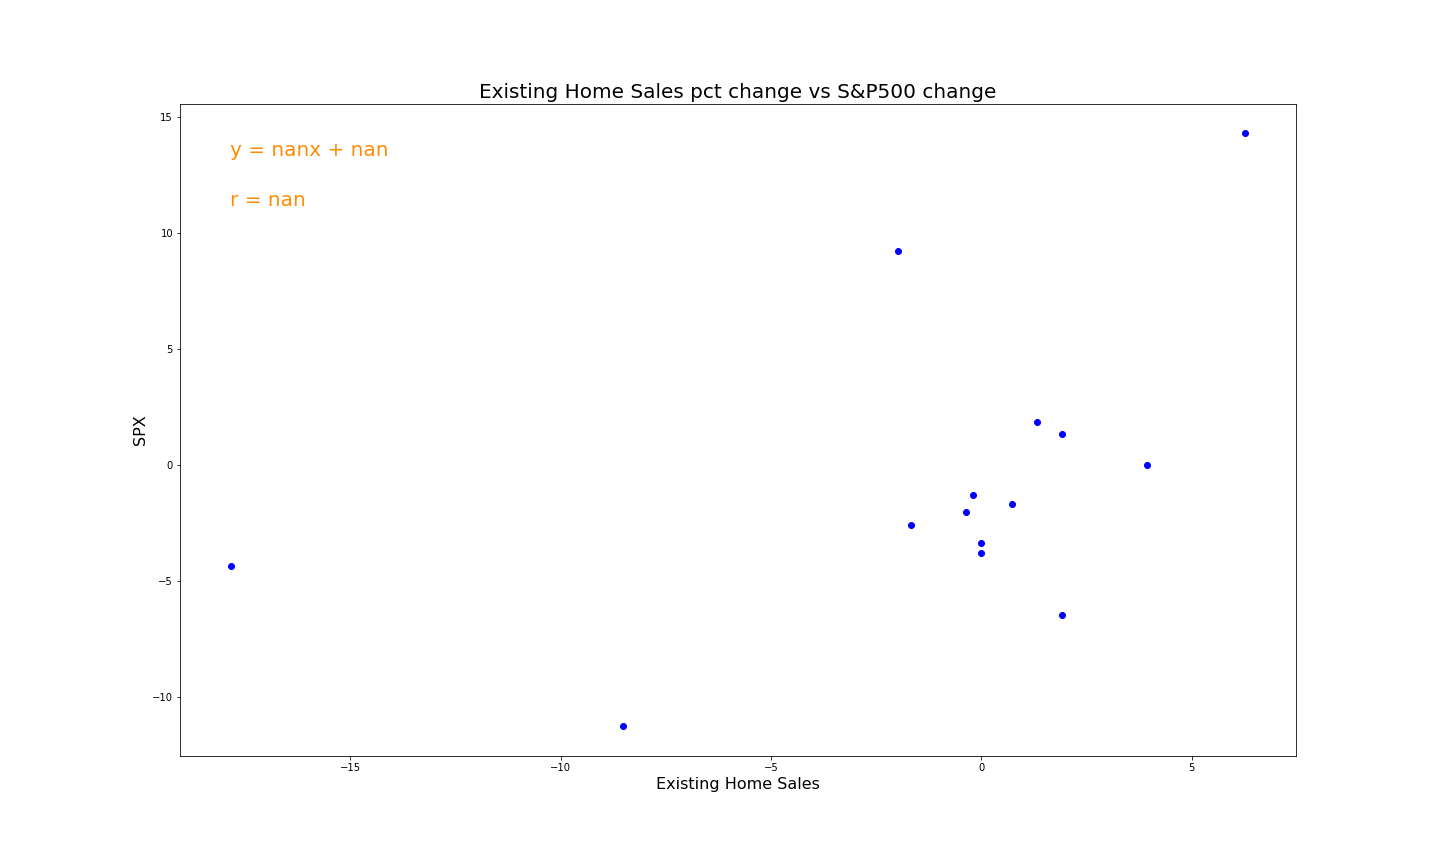 Existing Home Sales pct change vs S&P500 change
15
y = nanx + nan
r = nan
10
5
SPX
0
−5
−10
−15
−10
−5
0
5
Existing Home Sales